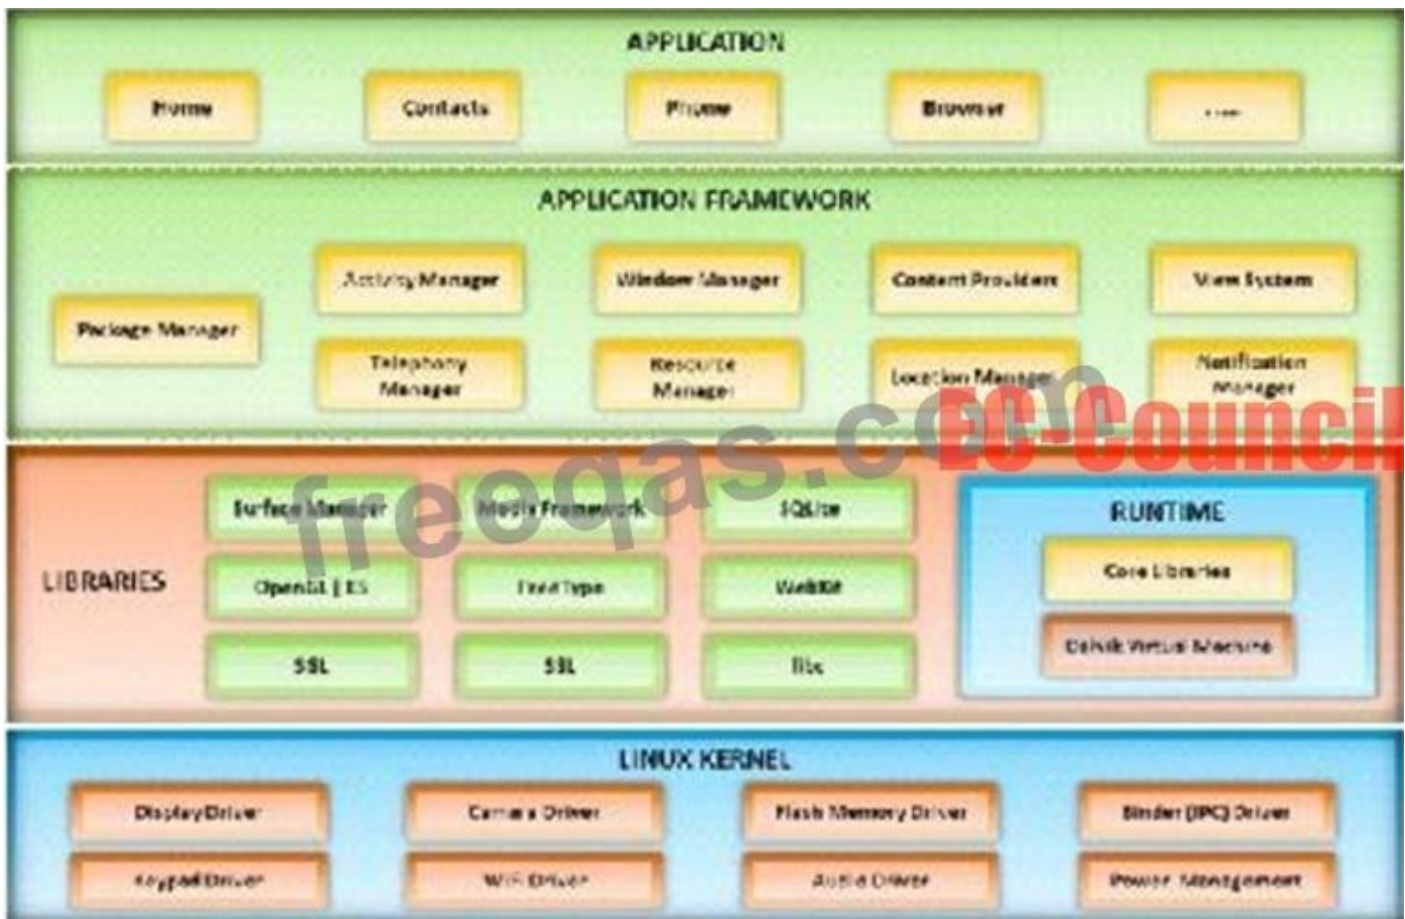 APPLICATION
Home
Contacts
Phone
Browser
....
APPLICATION FRAMEWORK
Package Manager
Activity Manager
Window Manager
Content Providers
View System
Telephony
Manager
Resource
Manager
Location Manager
Notification
Manager
freeqas.com
EC-Council
LIBRARIES
Surface Manager
Media Framework
SQLite
OpenGL | ES
FreeType
WebKit
SSL
libc
RUNTIME
Core Libraries
Dalvik Virtual Machine
LINUX KERNEL
Display Driver
Camera Driver
Flash Memory Driver
Binder (IPC) Driver
Keypad Driver
WiFi Driver
Audio Driver
Power Management